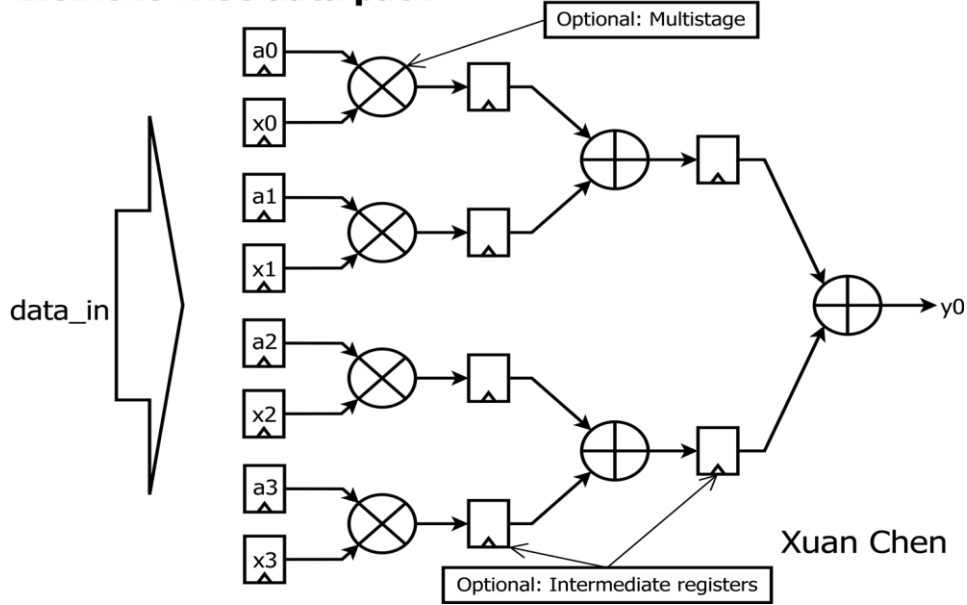 Optional: Multistage
a0
x0
a1
x1
data_in
y0
a2
x2
a3
x3
Xuan Chen
Optional: Intermediate registers